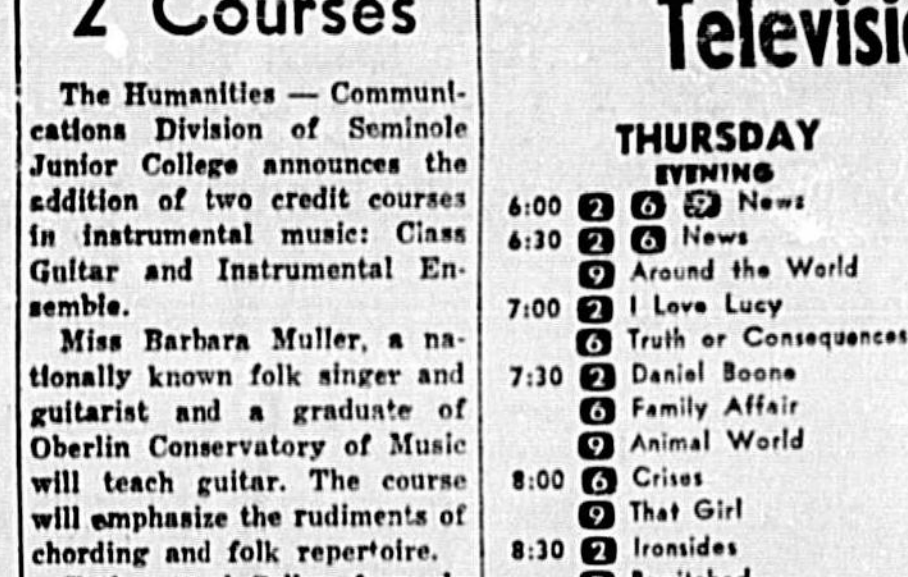 2 Courses
The Humanities — Communi-
cations Division of Seminole
Junior College announces the
addition of two credit courses
in instrumental music: Class
Guitar and Instrumental En-
semble.
Miss Barbara Muller, a na-
tionally known folk singer and
guitarist and a graduate of
Oberlin Conservatory of Music
will teach guitar. The course
will emphasize the rudiments of
chording and folk repertoire.
Televisi
THURSDAY
EVENING
6:00 2 6 9 News
6:30 2 6 News
9 Around the World
7:00 2 I Love Lucy
6 Truth or Consequences
7:30 2 Daniel Boone
6 Family Affair
9 Animal World
8:00 6 Crises
9 That Girl
8:30 2 Ironsides